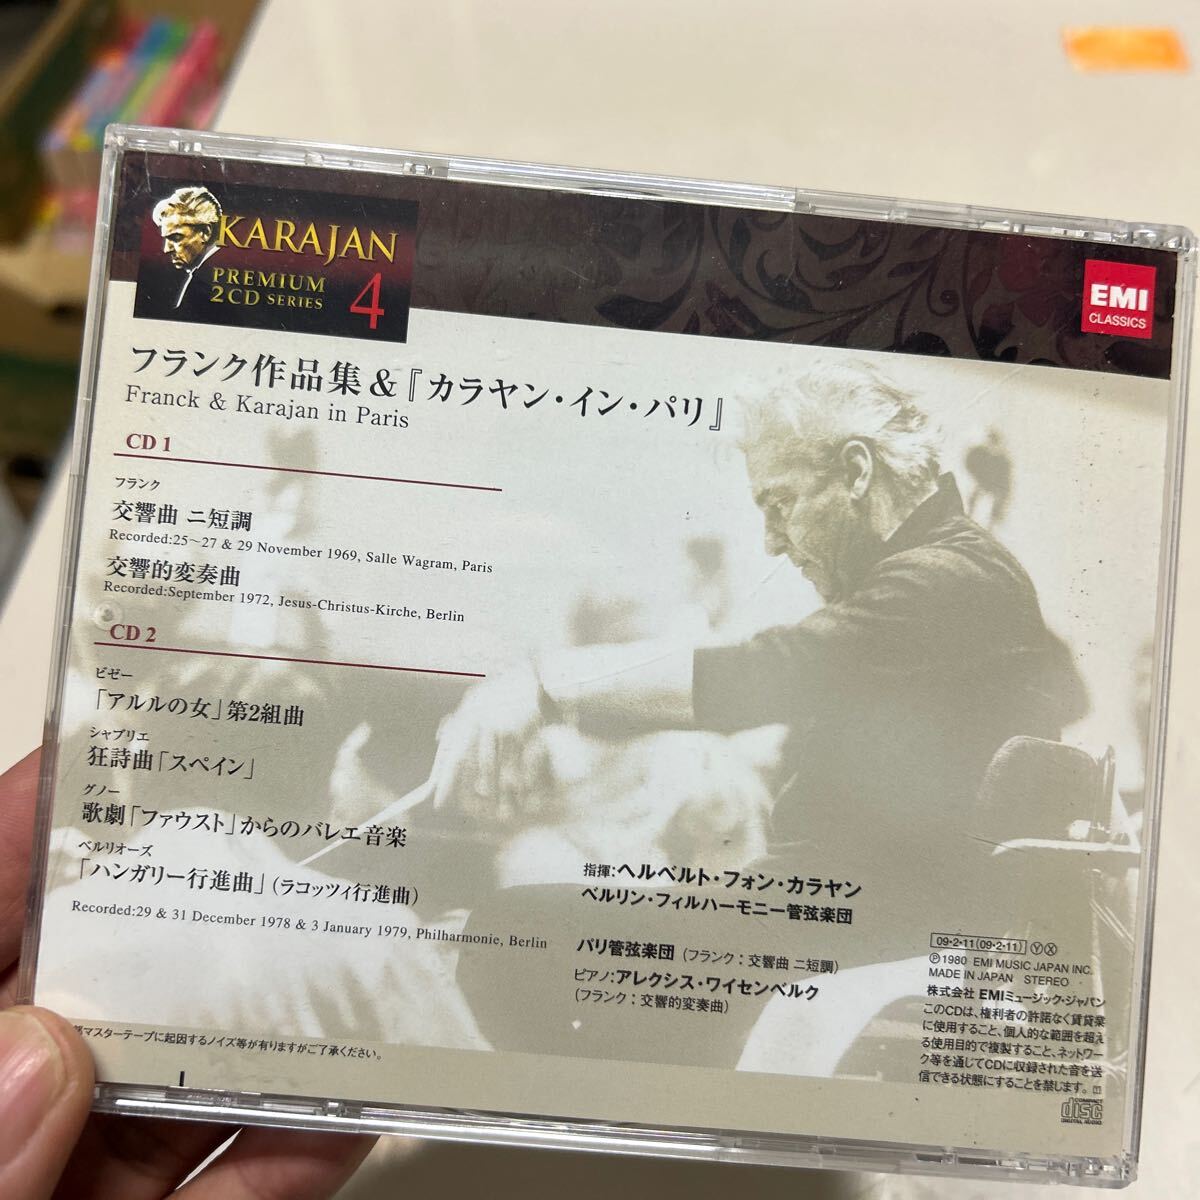 KARAJAN
PREMIUM
2CD SERIES
4
EMI
CLASSICS
フランク作品集&『カラヤン・イン・パリ』
Franck & Karajan in Paris
CD 1
フランク
交響曲 ニ短調
Recorded:25~27 & 29 November 1969, Salle Wagram, Paris
交響的変奏曲
Recorded:September 1972, Jesus-Christus-Kirche, Berlin
CD 2
ビゼー
「アルルの女」第2組曲
シャブリエ
狂詩曲「スペイン」
グノー
歌劇「ファウスト」からのバレエ音楽
ベルリオーズ
「ハンガリー行進曲」(ラコッツィ行進曲)
Recorded:29 & 31 December 1978 & 3 January 1979, Philharmonie, Berlin
指揮:ヘルベルト・フォン・カラヤン
ベルリン・フィルハーモニー管弦楽団
パリ管弦楽団 (フランク:交響曲 ニ短調)
ピアノ:アレクシス・ワイセンベルク
(フランク:交響的変奏曲)
09・2・11(09・2・11) Ⓨ Ⓧ
Ⓟ1980 EMI MUSIC JAPAN INC.
MADE IN JAPAN STEREO
株式会社 EMIミュージック・ジャパン
このCDは、権利者の許諾なく賃貸業
に使用すること、個人的な範囲を超え
る使用目的で複製すること、ネットワー
ク等を通じてCDに収録された音を送
信できる状態にすることを禁じます。
マスターテープに起因するノイズ等が有りますがご了承ください。
COMPACT
disc
DIGITAL AUDIO